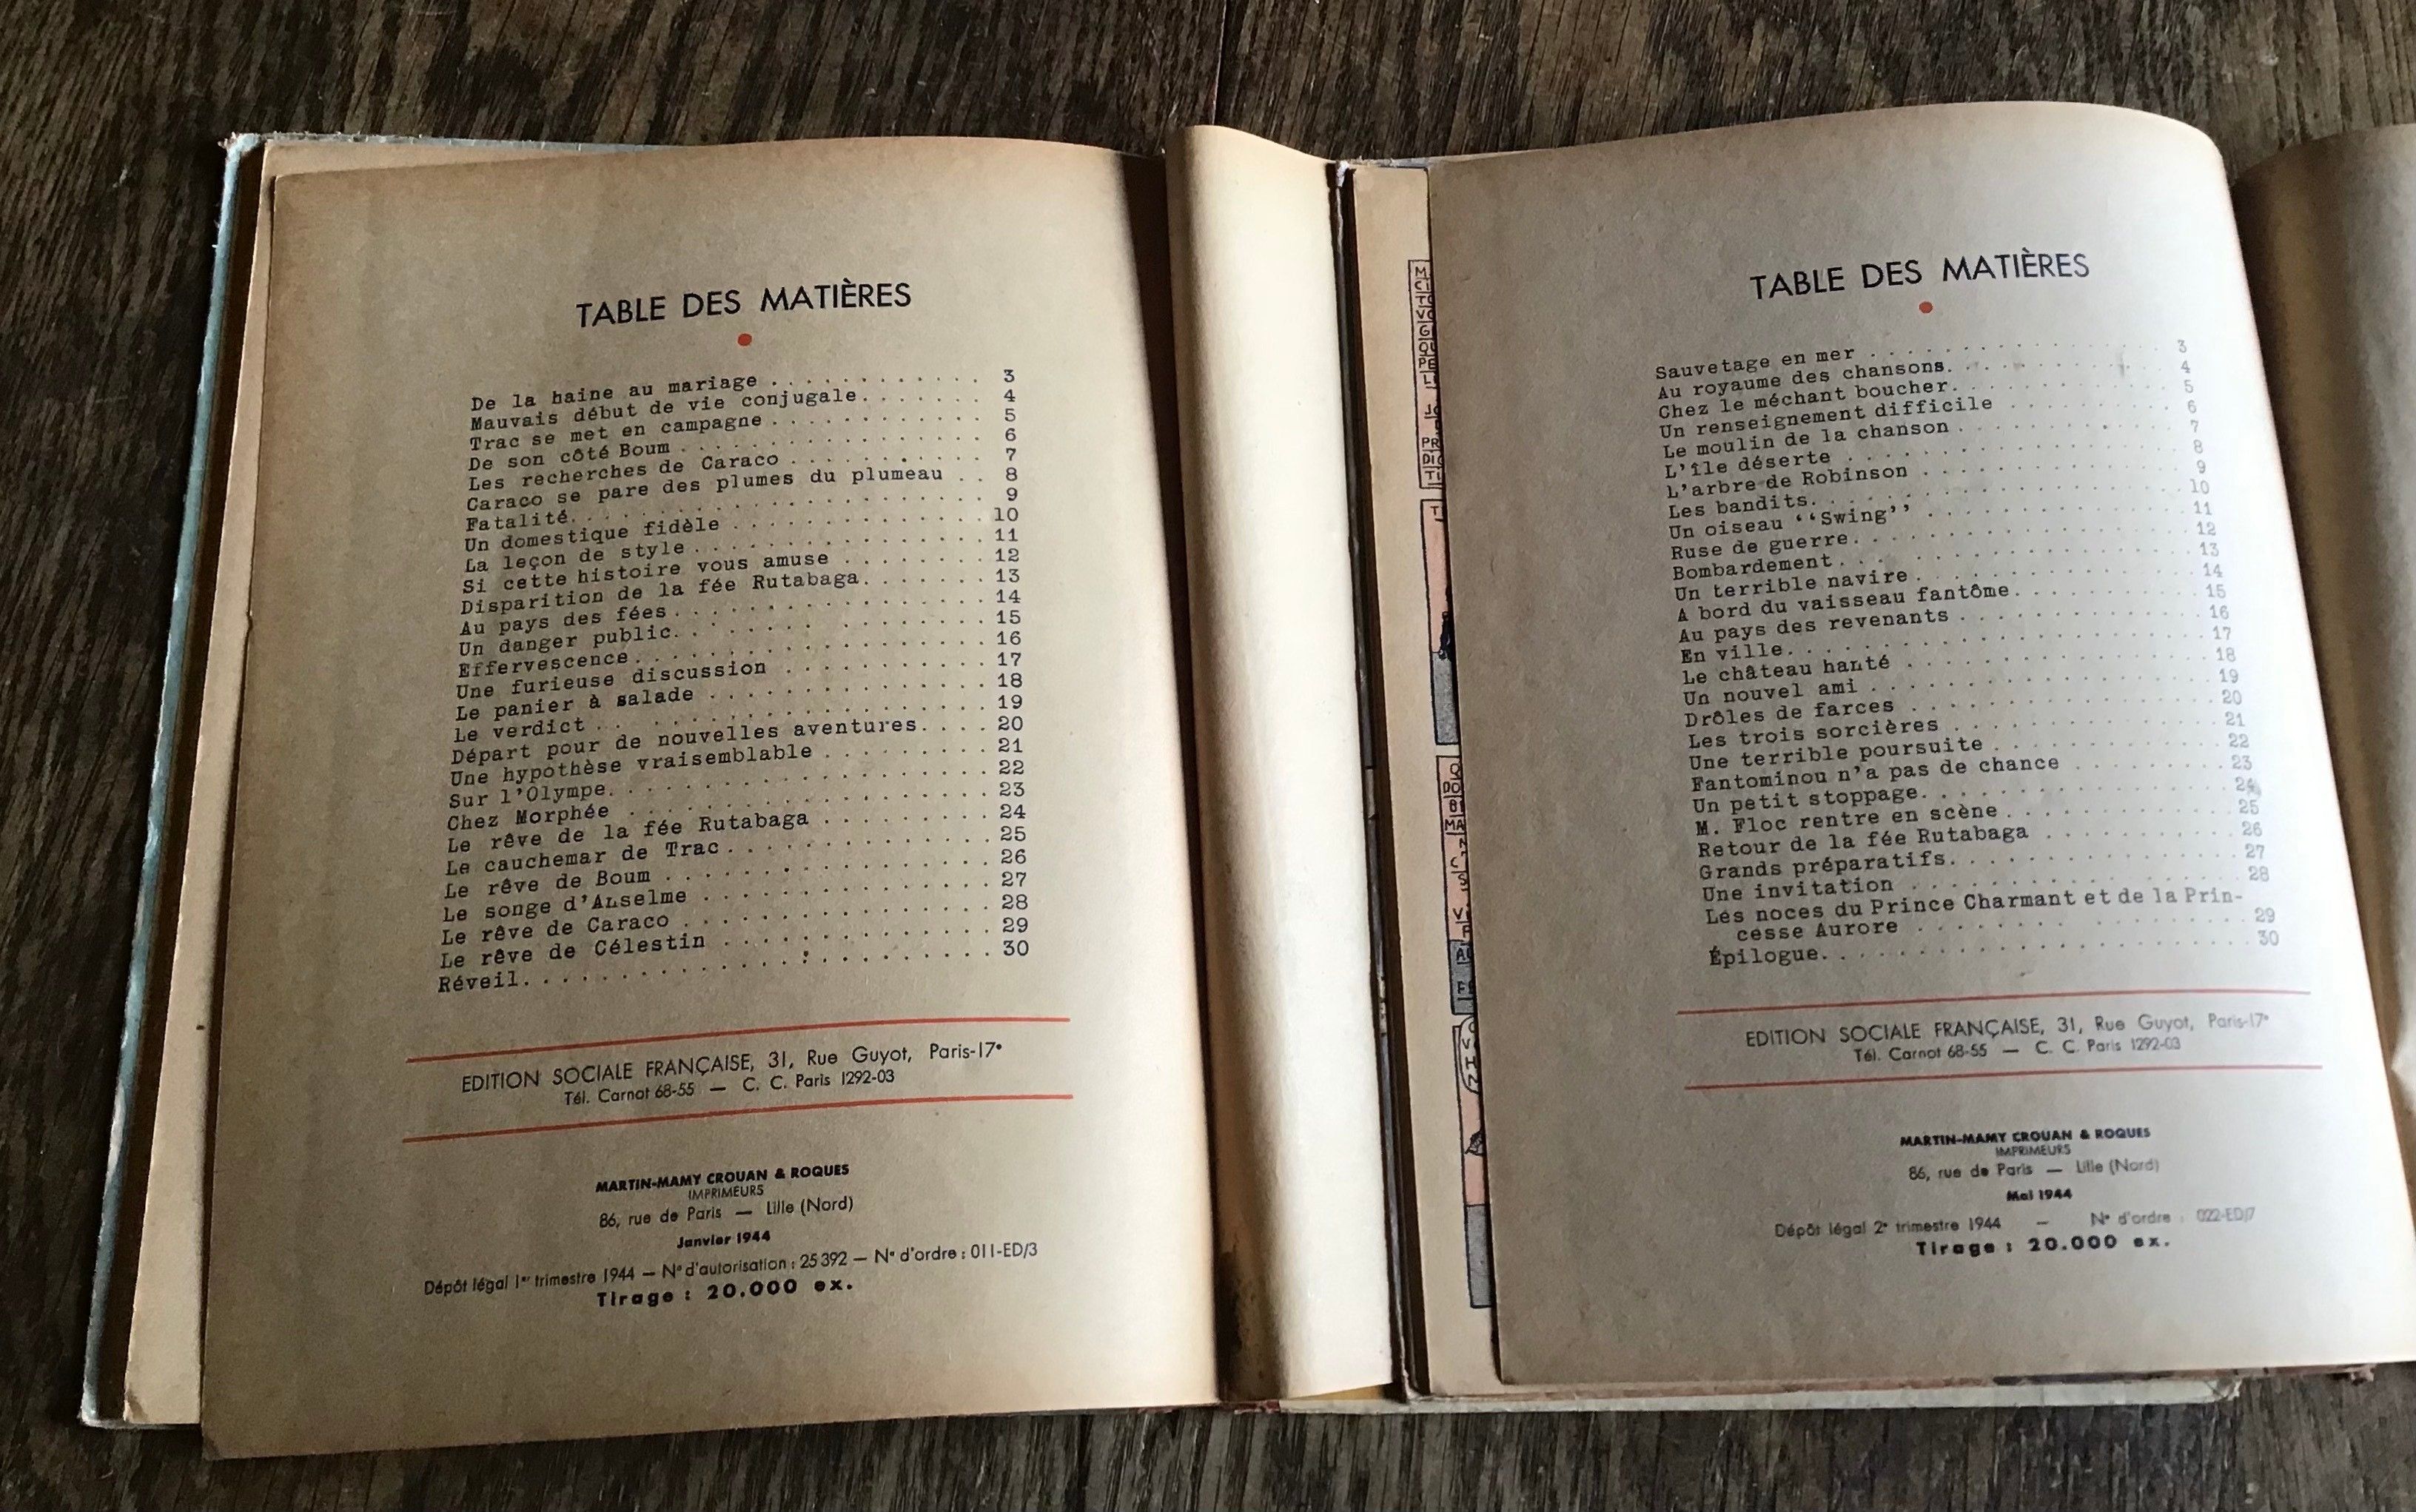 TABLE DES MATIÈRES
De la haine au mariage . . . . . . . . . . . . 3
Mauvais début de vie conjugale. . . . . . . 4
Trac se met en campagne . . . . . . . . . . . . 5
De son côté Boum . . . . . . . . . . . . . . . 6
Les recherches de Caraco . . . . . . . . . . 7
Caraco se pare des plumes du plumeau . . 8
Fatalité. . . . . . . . . . . . . . . . . . . 9
Un domestique fidèle . . . . . . . . . . . . . 10
La leçon de style . . . . . . . . . . . . . . . 11
Si cette histoire vous amuse . . . . . . . . 12
Disparition de la fée Rutabaga. . . . . . . 13
Au pays des fées. . . . . . . . . . . . . . . 14
Un danger public. . . . . . . . . . . . . . . 15
Effervescence. . . . . . . . . . . . . . . . . 16
Une furieuse discussion . . . . . . . . . . . 17
Le panier à salade . . . . . . . . . . . . . . 18
Le verdict . . . . . . . . . . . . . . . . . . 19
Départ pour de nouvelles aventures. . . . 20
Une hypothèse vraisemblable . . . . . . . . . 21
Sur l'Olympe. . . . . . . . . . . . . . . . . 22
Chez Morphée . . . . . . . . . . . . . . . . . 23
Le rêve de la fée Rutabaga . . . . . . . . . 24
Le cauchemar de Trac. . . . . . . . . . . . . 25
Le rêve de Boum . . . . . . . . . . . . . . . 26
Le songe d'Anselme . . . . . . . . . . . . . . 27
Le rêve de Caraco . . . . . . . . . . . . . . 28
Le rêve de Célestin . . . . . . . . . . . . . 29
Réveil. . . . . . . . . . . . . . . . . . . . . 30
EDITION SOCIALE FRANÇAISE, 31, Rue Guyot, Paris-17e
Tél. Carnot 68-55 — C. C. Paris 1292-03
MARTIN-MAMY CROUAN & ROQUES
IMPRIMEURS
86, rue de Paris — Lille (Nord)
Janvier 1944
Dépôt légal 1er trimestre 1944 — N° d'autorisation : 25 392 — N° d'ordre : 011-ED/3
Tirage : 20.000 ex.
TABLE DES MATIÈRES
Sauvetage en mer . . . . . . . . . . . . . . . 3
Au royaume des chansons. . . . . . . . . . . 4
Chez le méchant boucher. . . . . . . . . . . 5
Un renseignement difficile . . . . . . . . . 6
Le moulin de la chanson . . . . . . . . . . . 7
L'île déserte . . . . . . . . . . . . . . . . 8
L'arbre de Robinson . . . . . . . . . . . . . 9
Les bandits. . . . . . . . . . . . . . . . . . 10
Un oiseau ‘‘Swing’’ . . . . . . . . . . . . . 11
Ruse de guerre. . . . . . . . . . . . . . . . 12
Bombardement. . . . . . . . . . . . . . . . . 13
Un terrible navire . . . . . . . . . . . . . . 14
A bord du vaisseau fantôme. . . . . . . . . . 15
Au pays des revenants . . . . . . . . . . . . 16
En ville. . . . . . . . . . . . . . . . . . . 17
Le château hanté . . . . . . . . . . . . . . . 18
Un nouvel ami . . . . . . . . . . . . . . . . 19
Drôles de farces . . . . . . . . . . . . . . . 20
Les trois sorcières . . . . . . . . . . . . . 21
Une terrible poursuite . . . . . . . . . . . . 22
Fantominou n'a pas de chance . . . . . . . . 23
Un petit stoppage. . . . . . . . . . . . . . . 24
M. Floc rentre en scène. . . . . . . . . . . . 25
Retour de la fée Rutabaga . . . . . . . . . . 26
Grands préparatifs. . . . . . . . . . . . . . 27
Une invitation . . . . . . . . . . . . . . . . 28
Les noces du Prince Charmant et de la Prin-
cesse Aurore . . . . . . . . . . . . . . . . 29
Épilogue. . . . . . . . . . . . . . . . . . . . 30
EDITION SOCIALE FRANÇAISE, 31, Rue Guyot, Paris-17e
Tél. Carnot 68-55 — C. C. Paris 1292-03
MARTIN-MAMY CROUAN & ROQUES
IMPRIMEURS
86, rue de Paris — Lille (Nord)
Mai 1944
Dépôt légal 2e trimestre 1944 — N° d'ordre : 022-ED/7
Tirage : 20.000 ex.